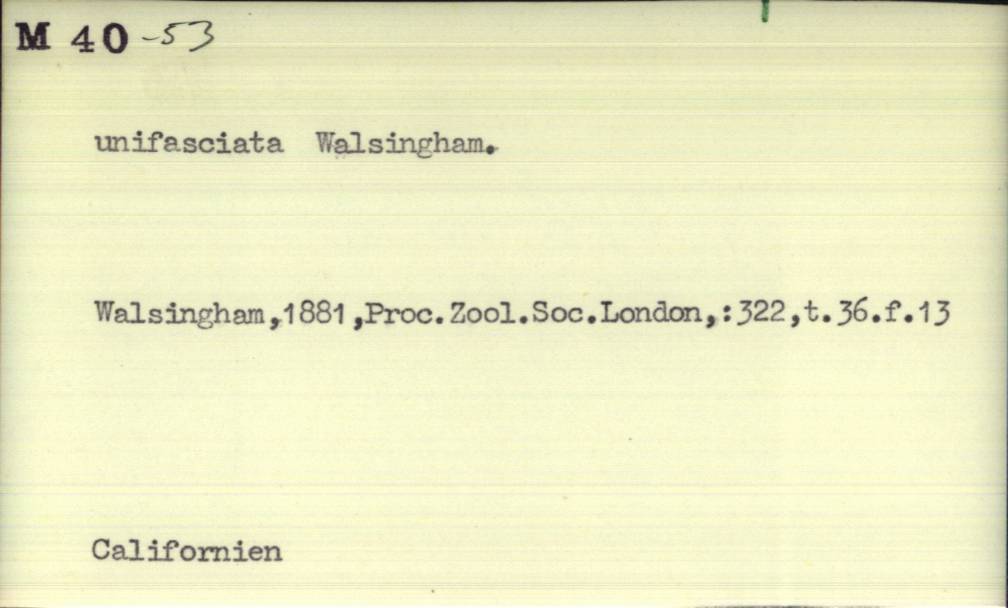 M 40-53
unifasciata Walsingham.
Walsingham,1881,Proc.Zool.Soc.London,:322,t.36.f.13
Californien